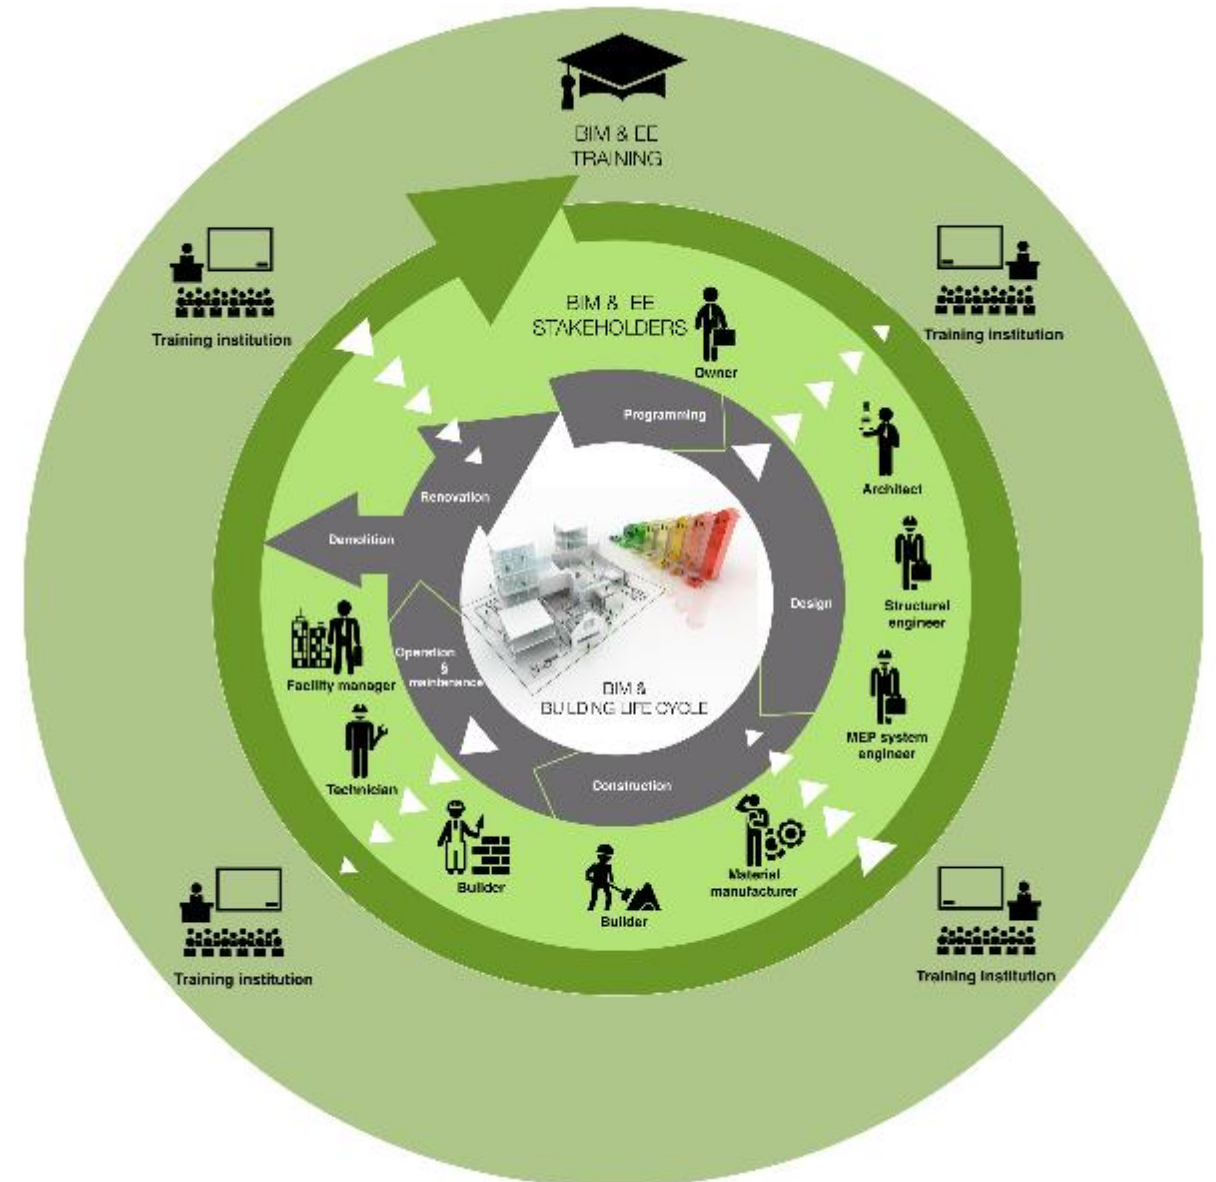 BIM & EE
TRAINING
Training institution
Training institution
BIM & EE
STAKEHOLDERS
Owner
Programming
Architect
Renovation
Demolition
Design
Structural
engineer
Facility manager
Operation
&
maintenance
BIM &
BUILDING LIFE CYCLE
MEP system
engineer
Technician
Construction
Builder
Builder
Material
manufacturer
Training institution
Training institution